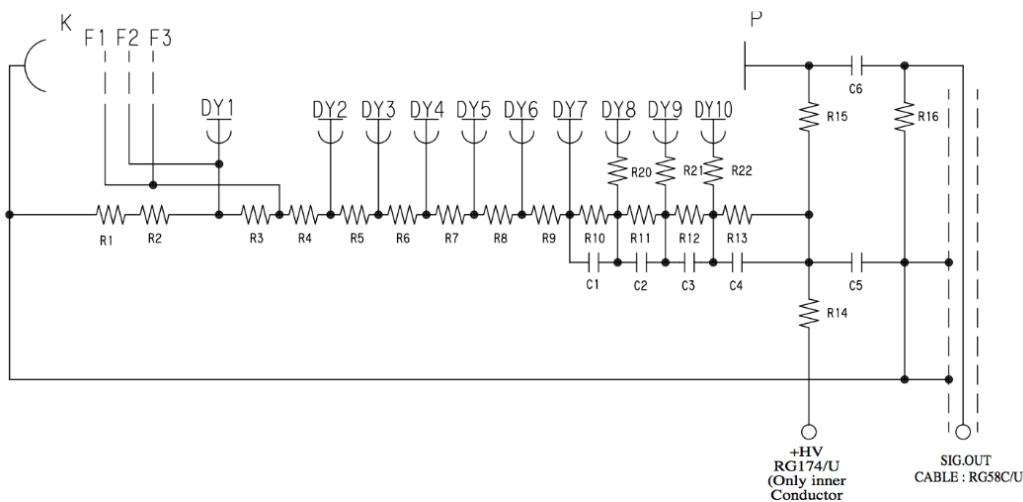 K
P
F1 F2 F3
C6
DY1 DY2 DY3 DY4 DY5 DY6 DY7 DY8 DY9 DY10
R15 R16
R20 R21 R22
R1 R2 R3 R4 R5 R6 R7 R8 R9 R10 R11 R12 R13
C1 C2 C3 C4 C5
R14
+HV
RG174/U
(Only inner
Conductor
SIG.OUT
CABLE : RG58C/U